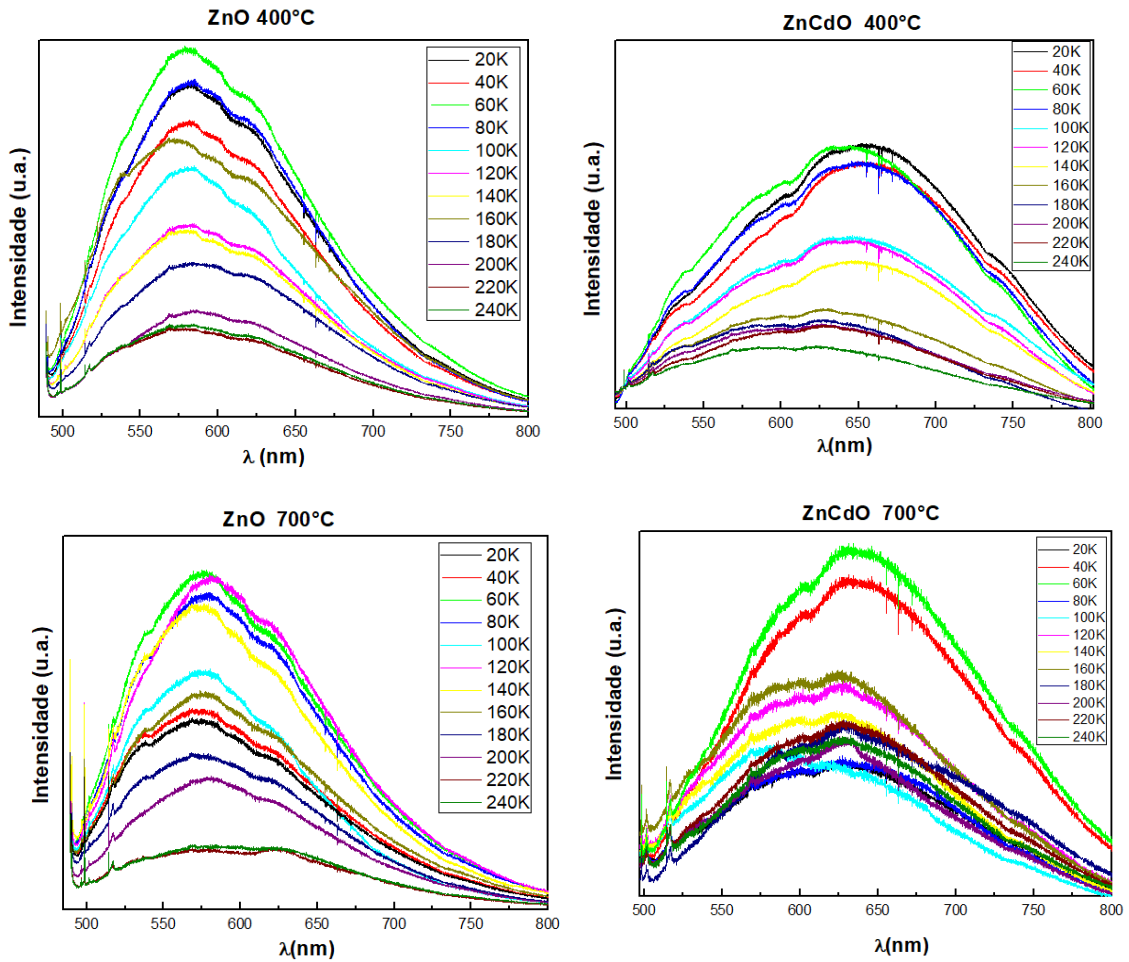 ZnO 400°C
Intensidade (u.a.)
20K
40K
60K
80K
100K
120K
140K
160K
180K
200K
220K
240K
500 550 600 650 700 750 800
λ (nm)
ZnCdO 400°C
Intensidade (u.a.)
20K
40K
60K
80K
100K
120K
140K
160K
180K
200K
220K
240K
500 550 600 650 700 750 800
λ(nm)
ZnO 700°C
Intensidade (u.a.)
20K
40K
60K
80K
100K
120K
140K
160K
180K
200K
220K
240K
500 550 600 650 700 750 800
λ(nm)
ZnCdO 700°C
Intensidade (u.a.)
20K
40K
60K
80K
100K
120K
140K
160K
180K
200K
220K
240K
500 550 600 650 700 750 800
λ(nm)